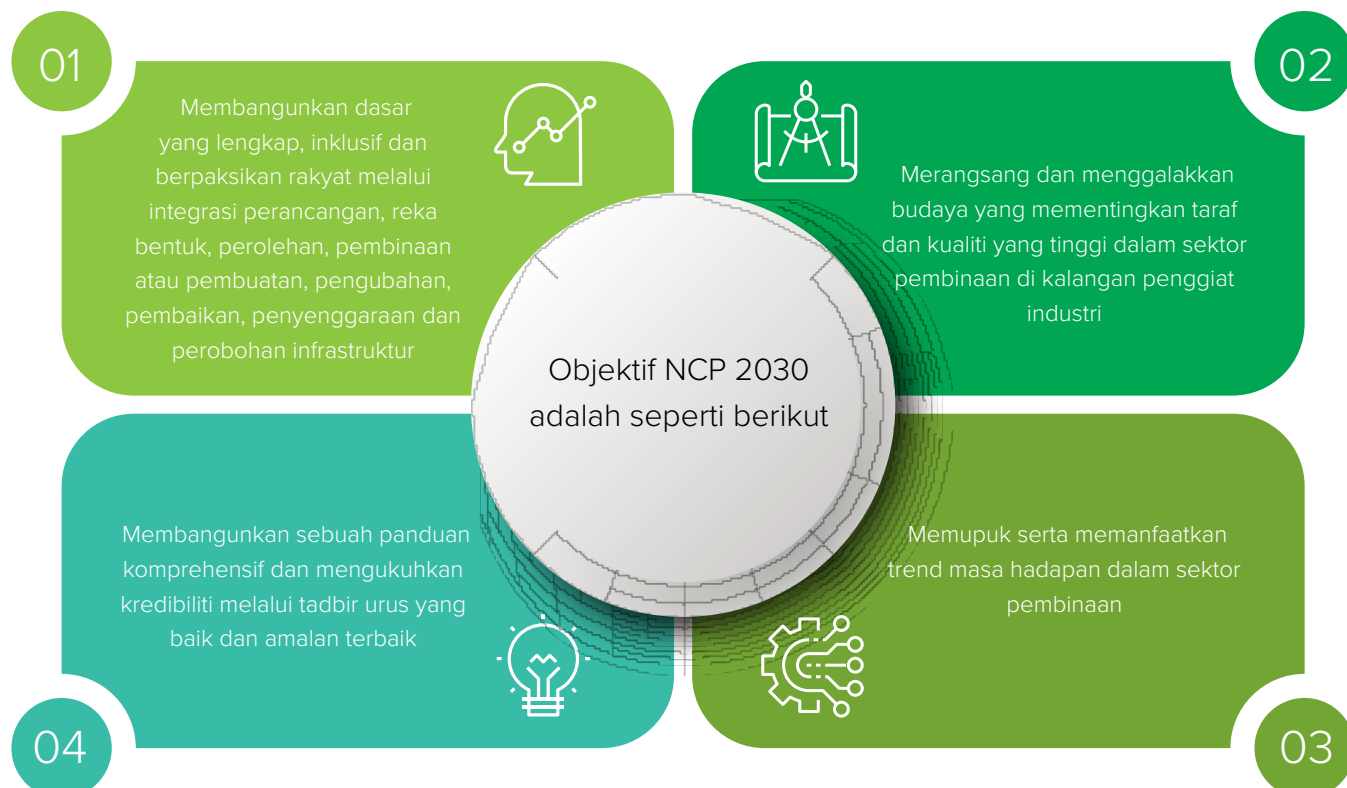 01
Membangunkan dasar
yang lengkap, inklusif dan
berpaksikan rakyat melalui
integrasi perancangan, reka
bentuk, perolehan, pembinaan
atau pembuatan, pengubahan,
pembaikan, penyenggaraan dan
perobohan infrastruktur
02
Merangsang dan menggalakkan
budaya yang mementingkan taraf
dan kualiti yang tinggi dalam sektor
pembinaan di kalangan penggiat
industri
Objektif NCP 2030
adalah seperti berikut
Memupuk serta memanfaatkan
trend masa hadapan dalam sektor
pembinaan
03
Membangunkan sebuah panduan
komprehensif dan mengukuhkan
kredibiliti melalui tadbir urus yang
baik dan amalan terbaik
04